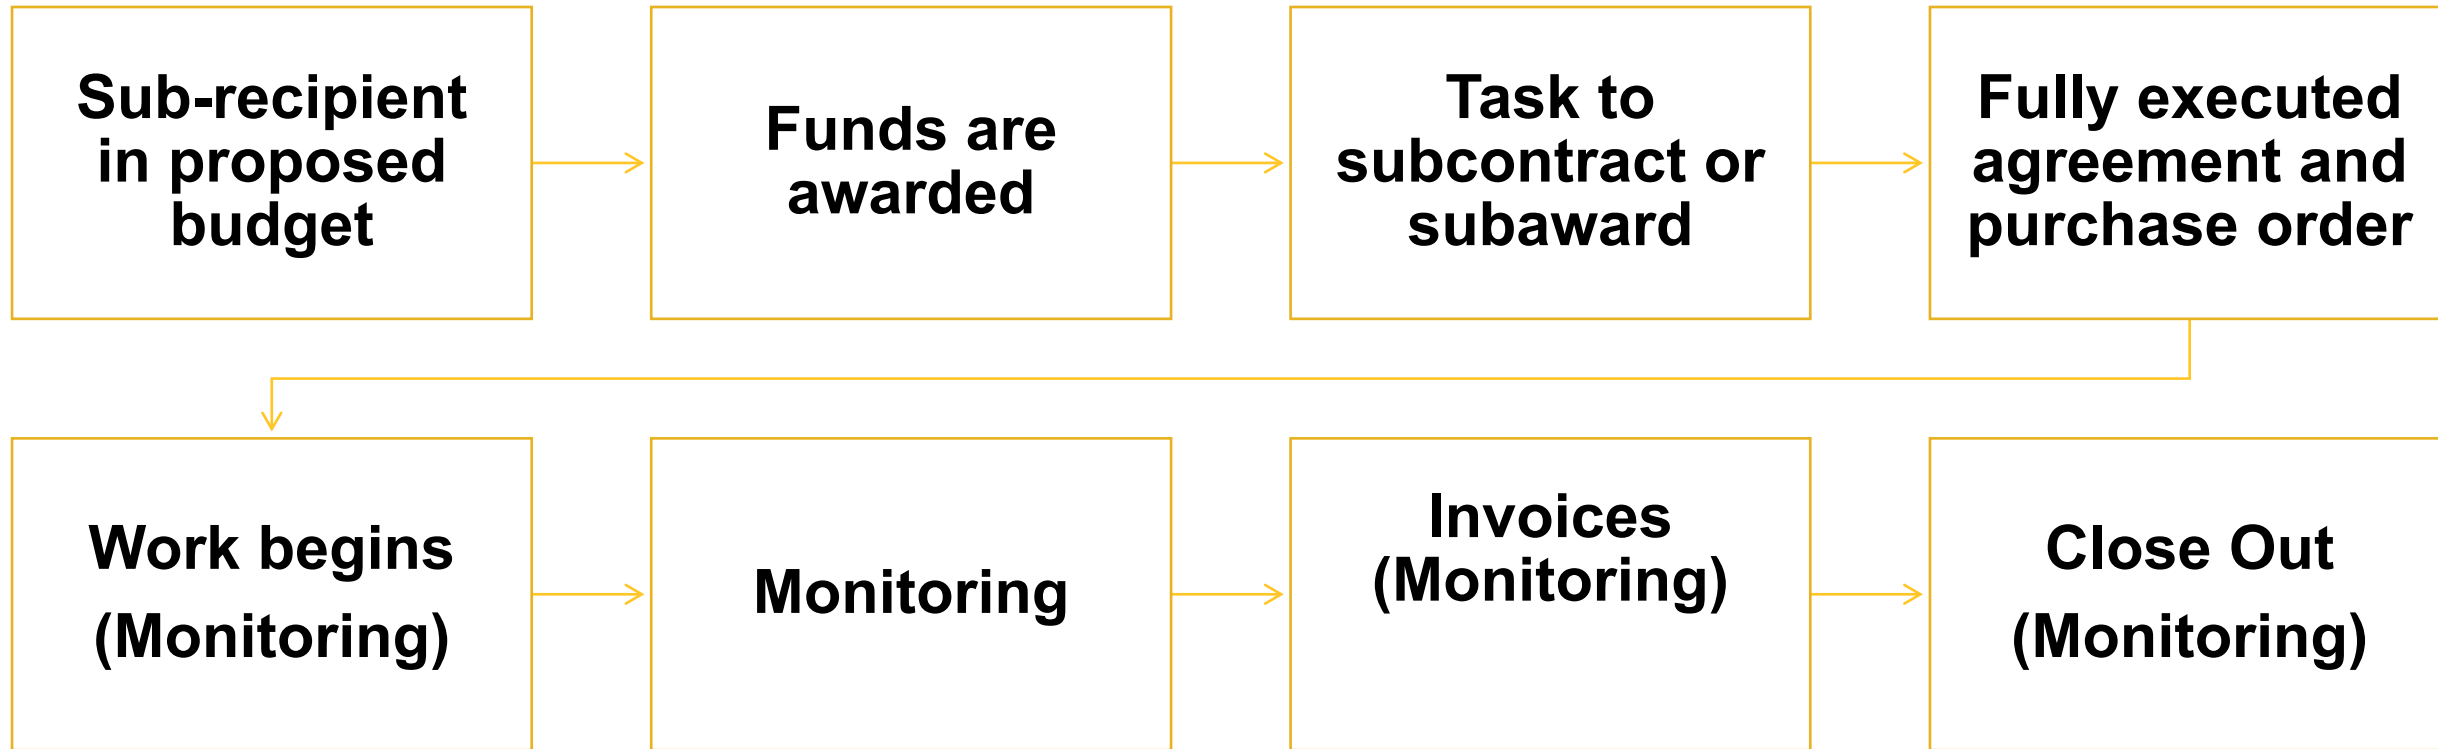 Sub-recipient
in proposed
budget
Funds are
awarded
Task to
subcontract or
subaward
Fully executed
agreement and
purchase order
Work begins
(Monitoring)
Monitoring
Invoices
(Monitoring)
Close Out
(Monitoring)